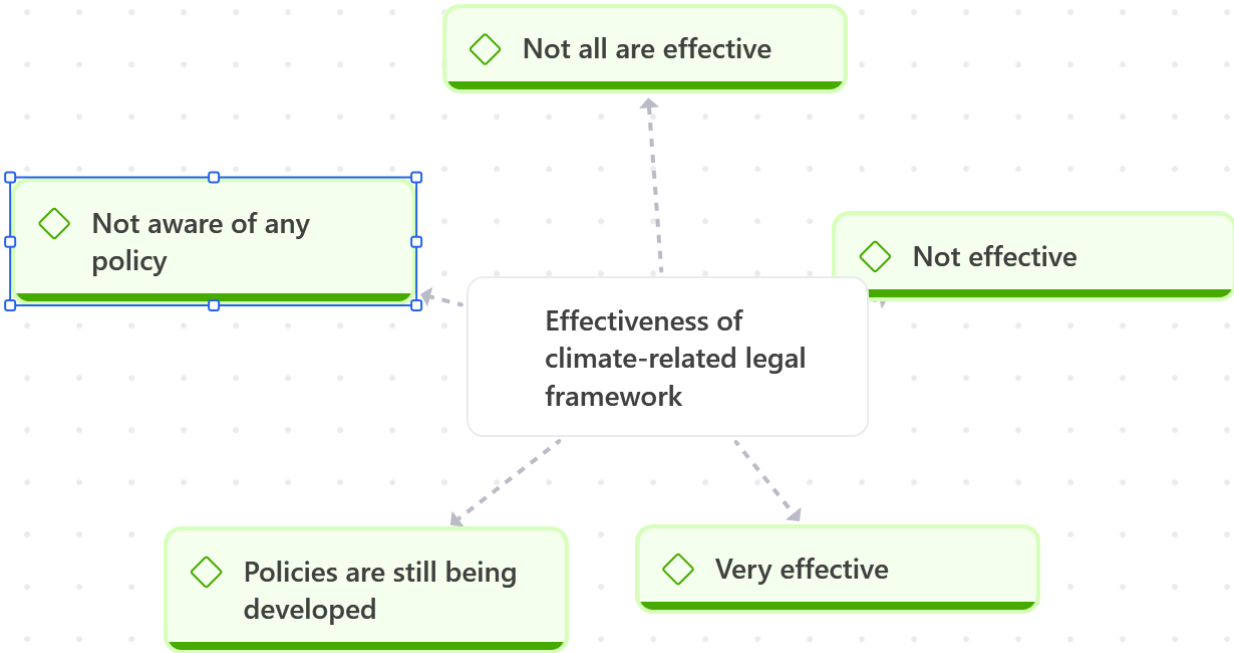 Not all are effective
Not aware of any
policy
Not effective
Effectiveness of
climate-related legal
framework
Policies are still being
developed
Very effective